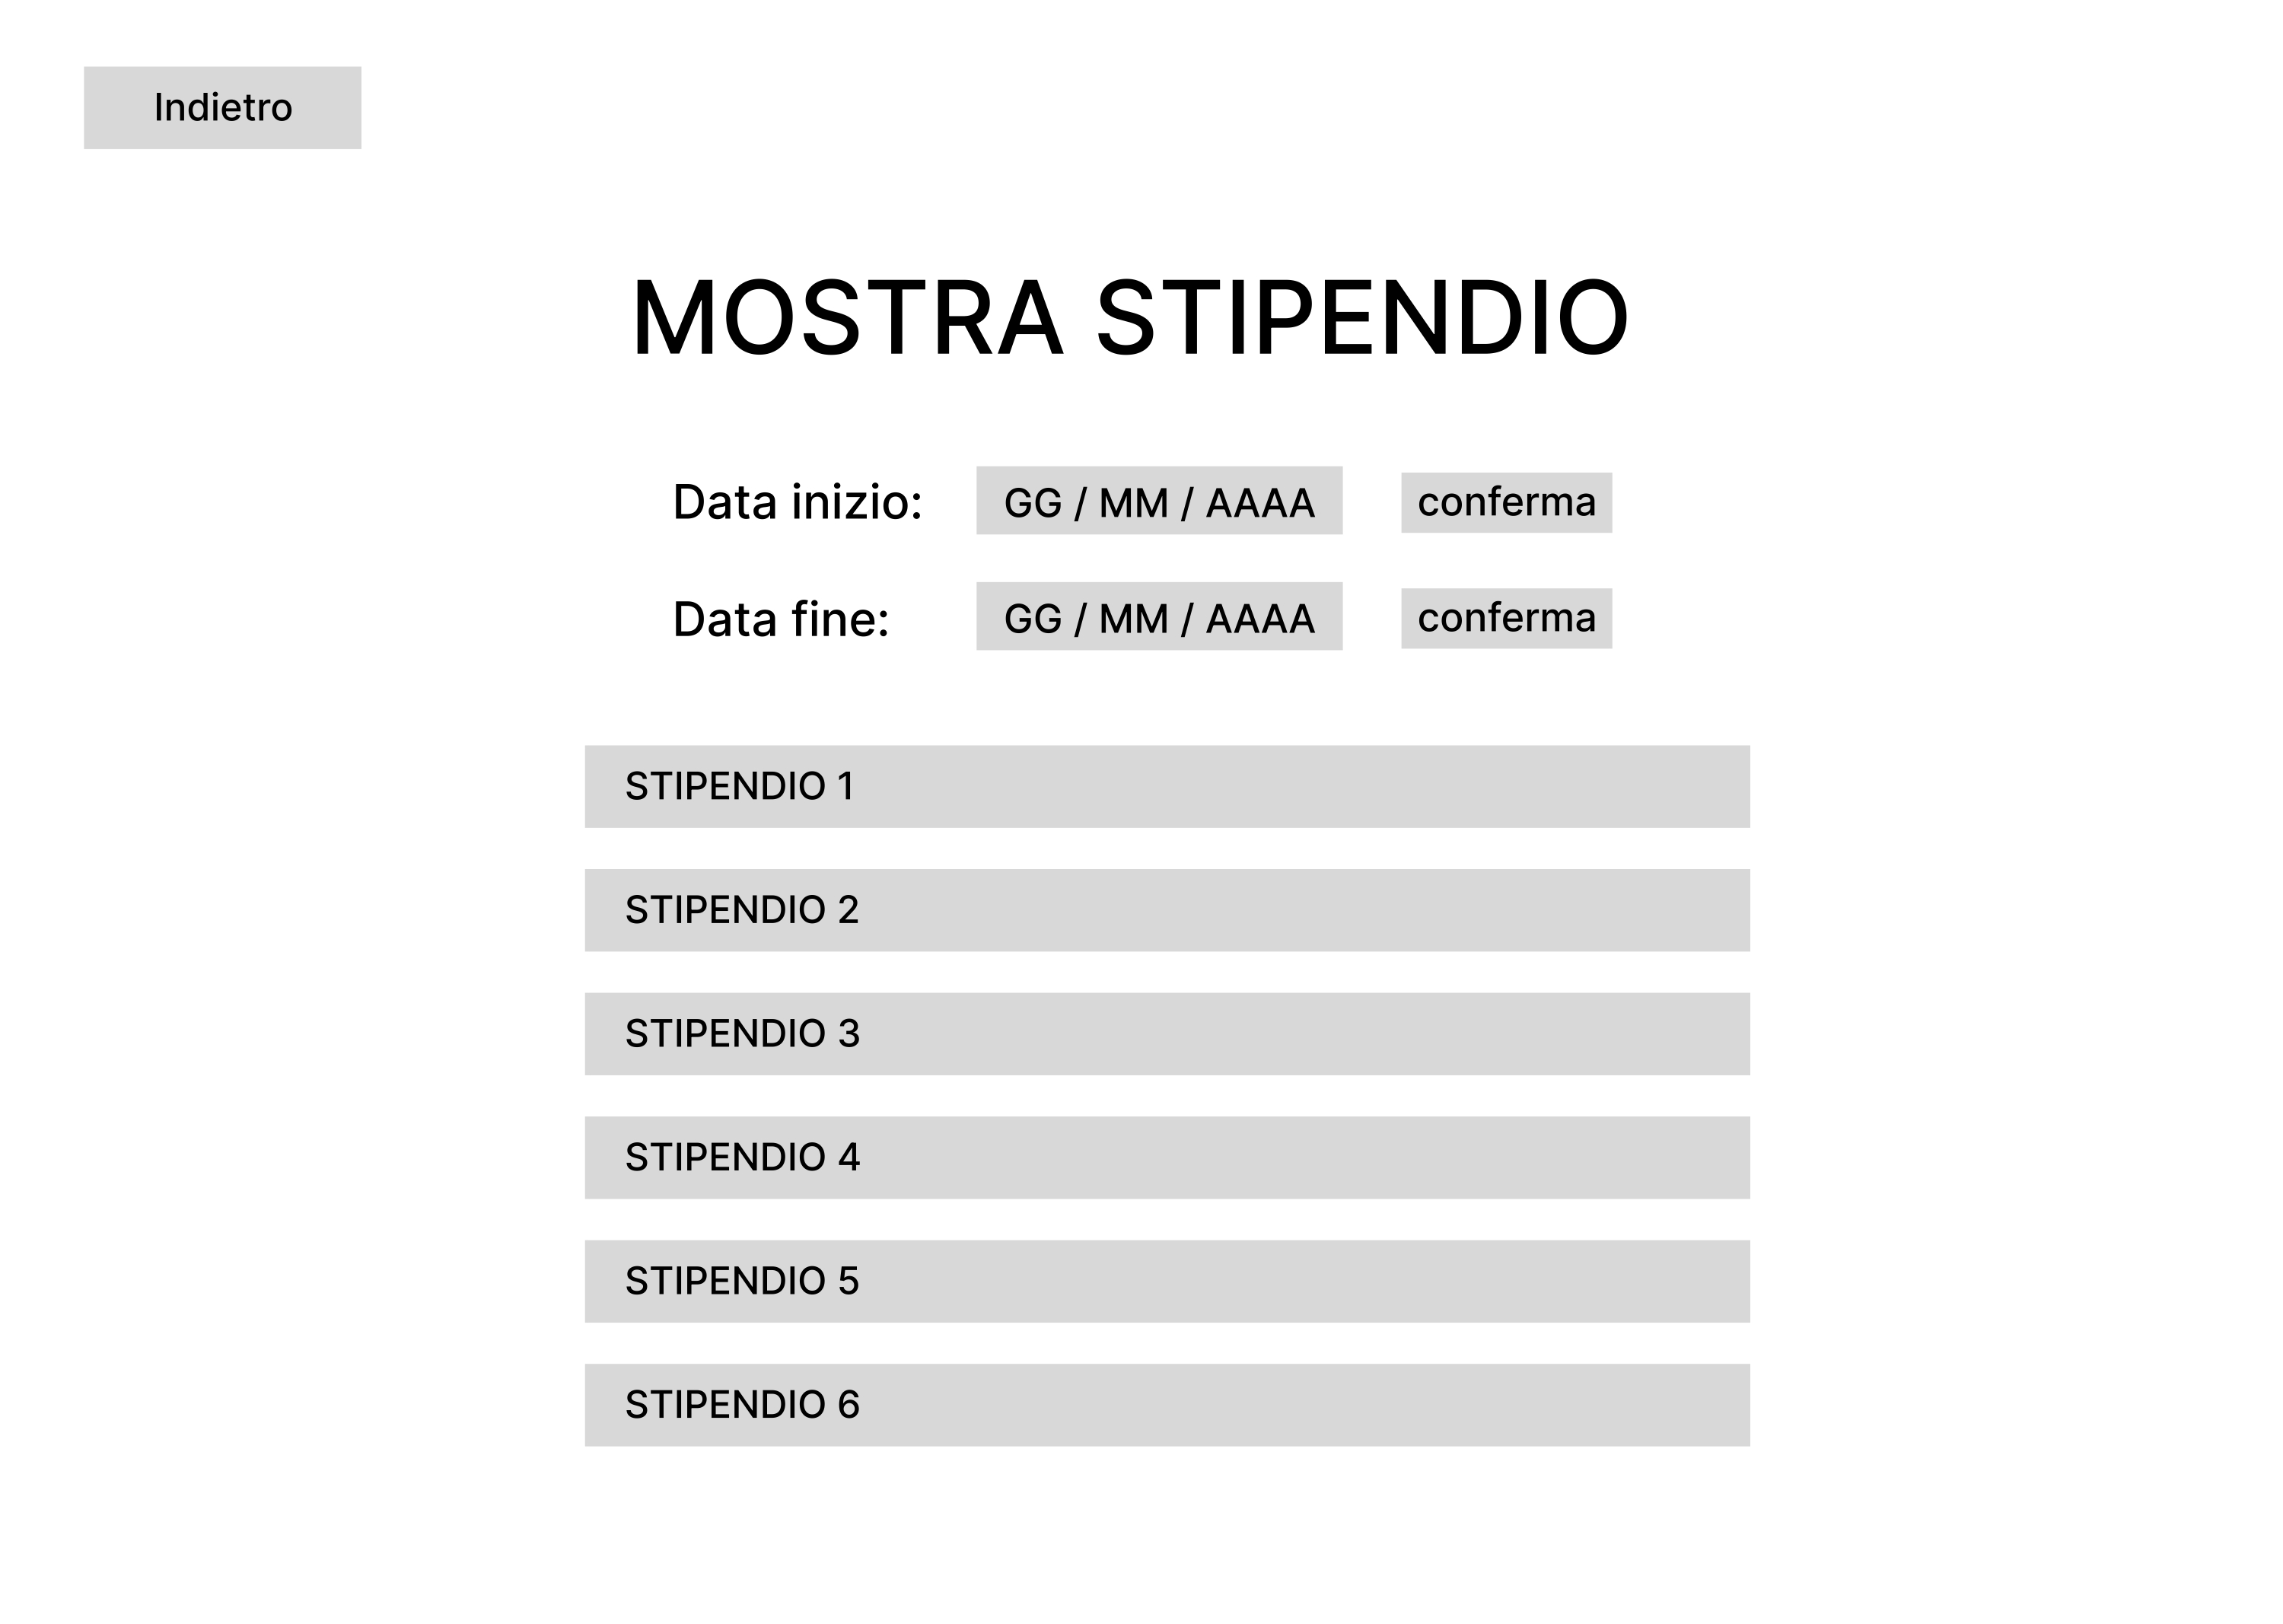 Indietro
MOSTRA STIPENDIO
Data inizio: GG / MM / AAAA conferma
Data fine: GG / MM / AAAA conferma
STIPENDIO 1
STIPENDIO 2
STIPENDIO 3
STIPENDIO 4
STIPENDIO 5
STIPENDIO 6